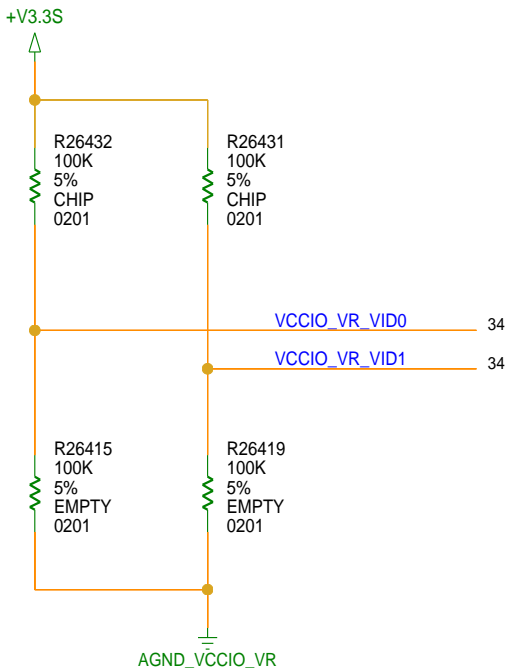 +V3.3S
R26432
100K
5%
CHIP
0201
R26431
100K
5%
CHIP
0201
VCCIO_VR_VID0
34
VCCIO_VR_VID1
34
R26415
100K
5%
EMPTY
0201
R26419
100K
5%
EMPTY
0201
AGND_VCCIO_VR